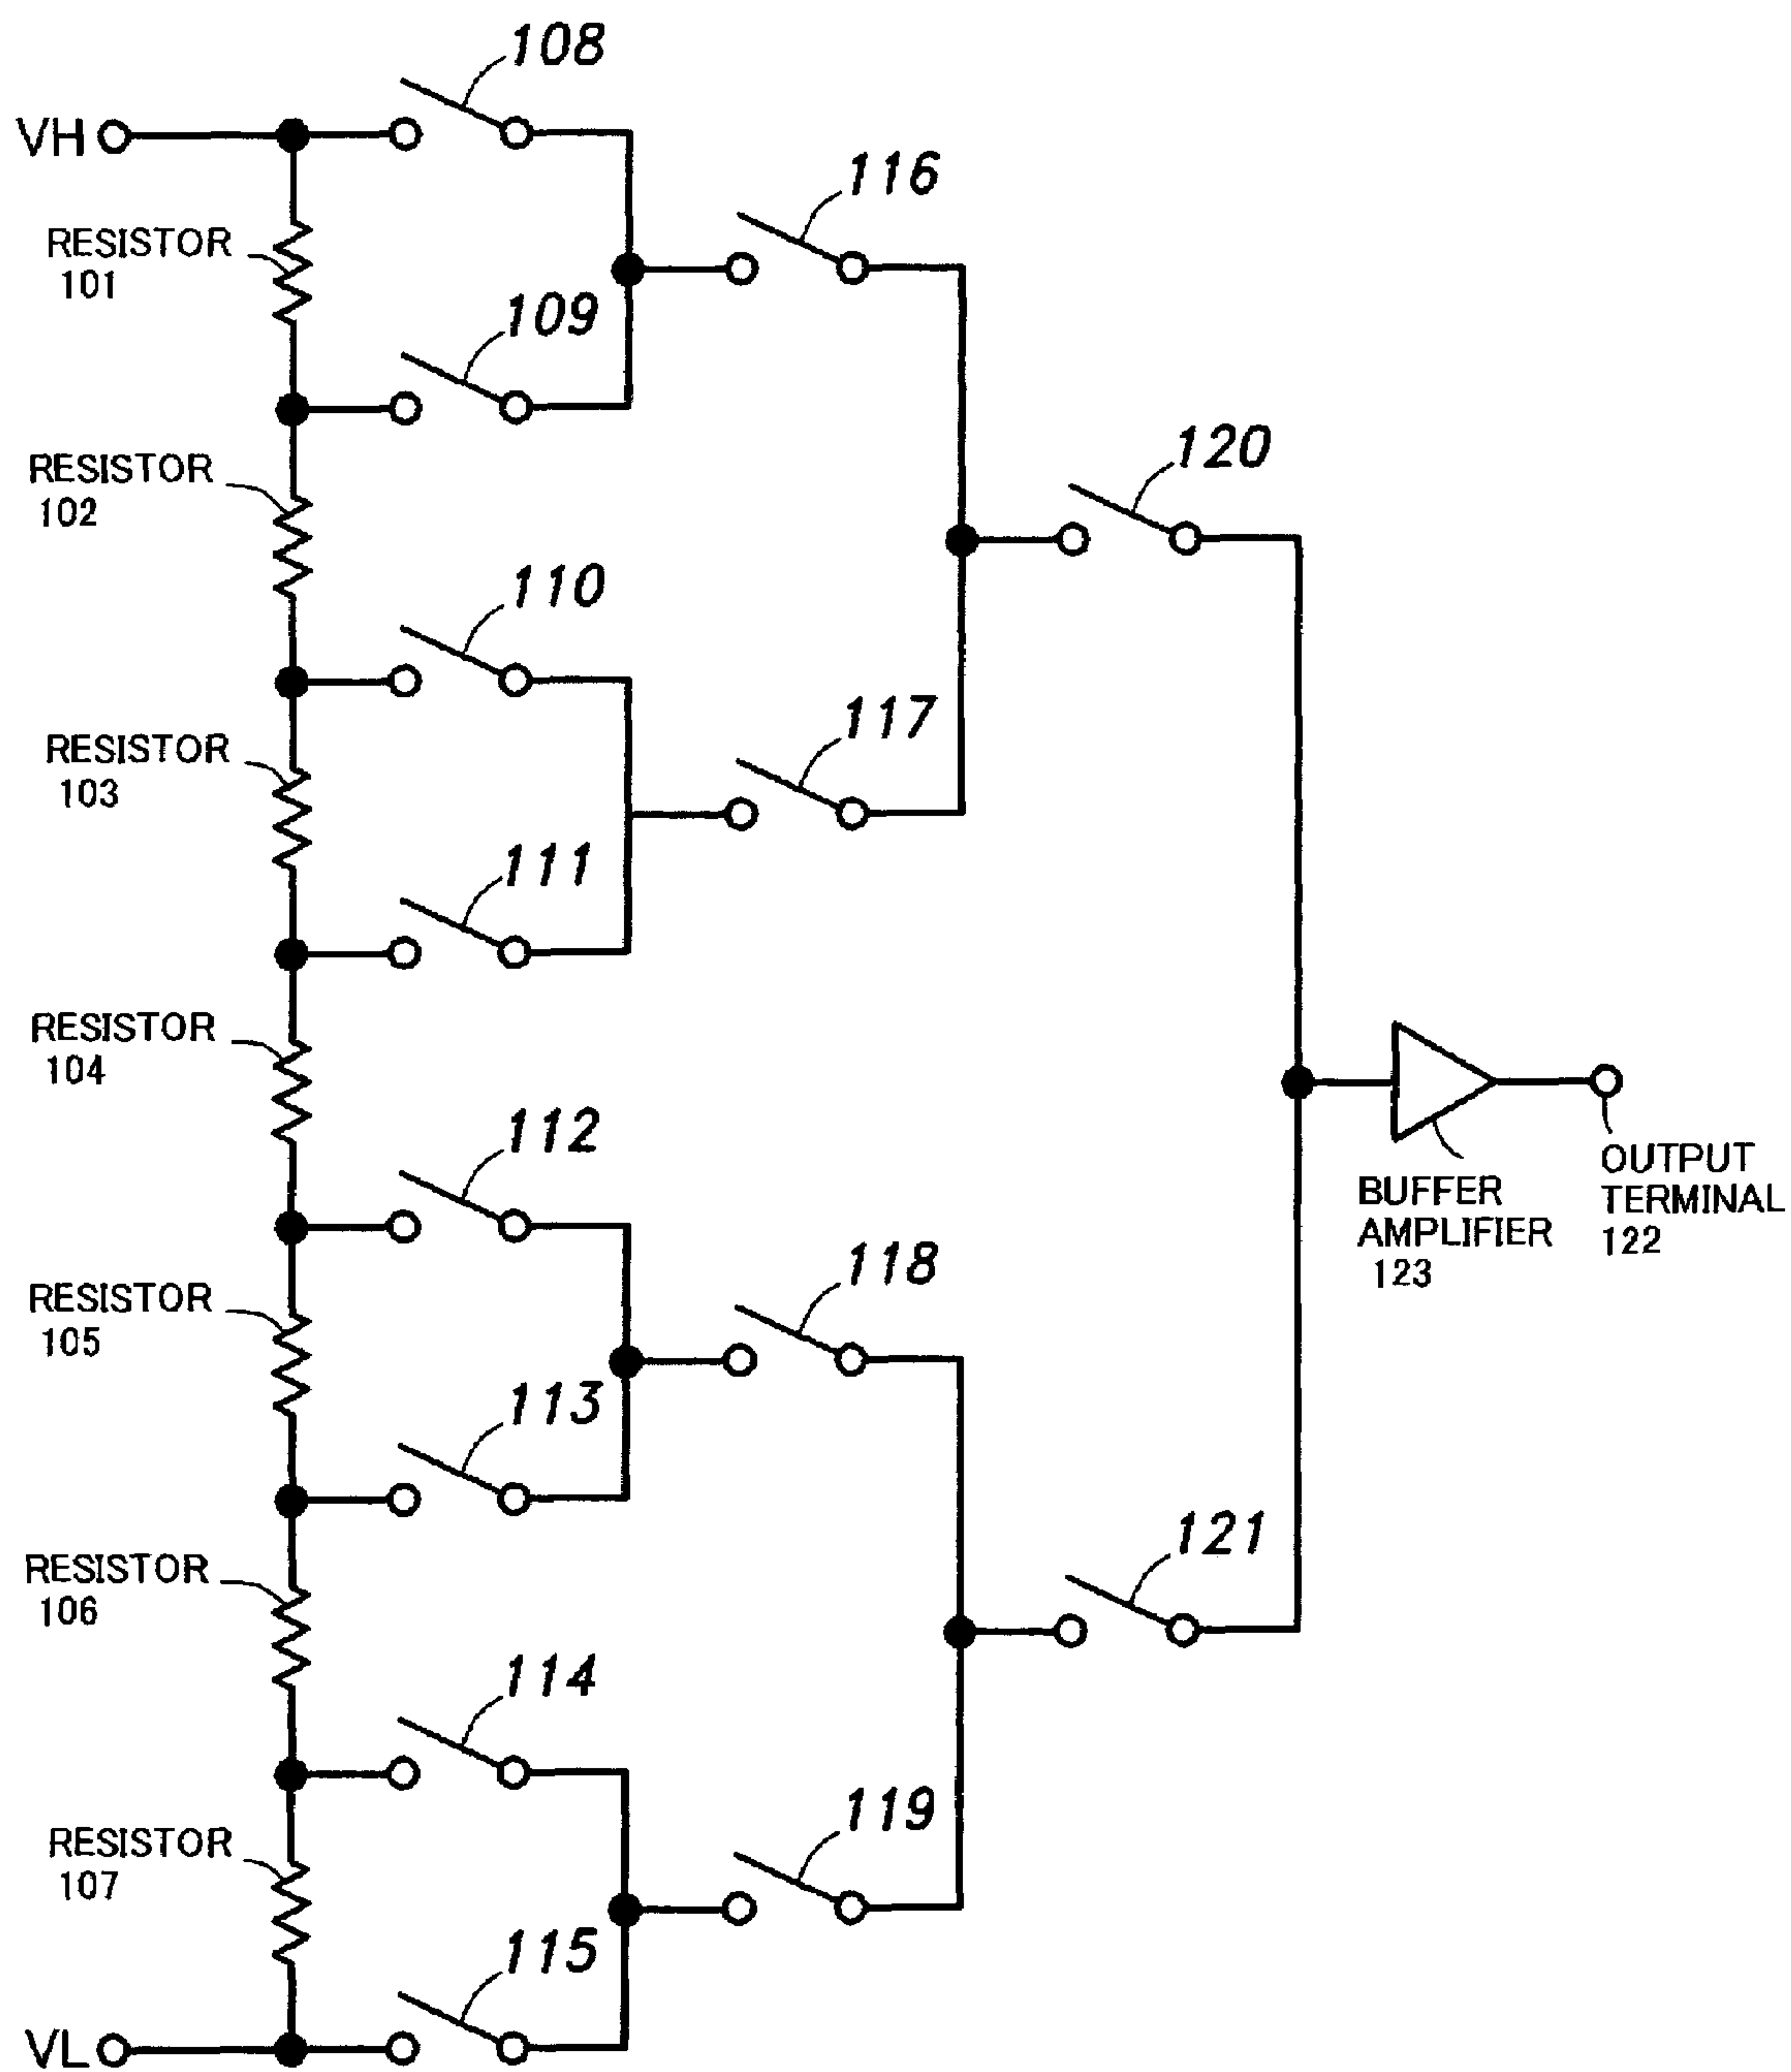 108
VH
116
RESISTOR
101
109
120
RESISTOR
102
110
117
RESISTOR
103
111
RESISTOR
104
112
OUTPUT
TERMINAL
122
BUFFER
AMPLIFIER
123
118
RESISTOR
105
113
121
RESISTOR
106
114
119
RESISTOR
107
115
VL